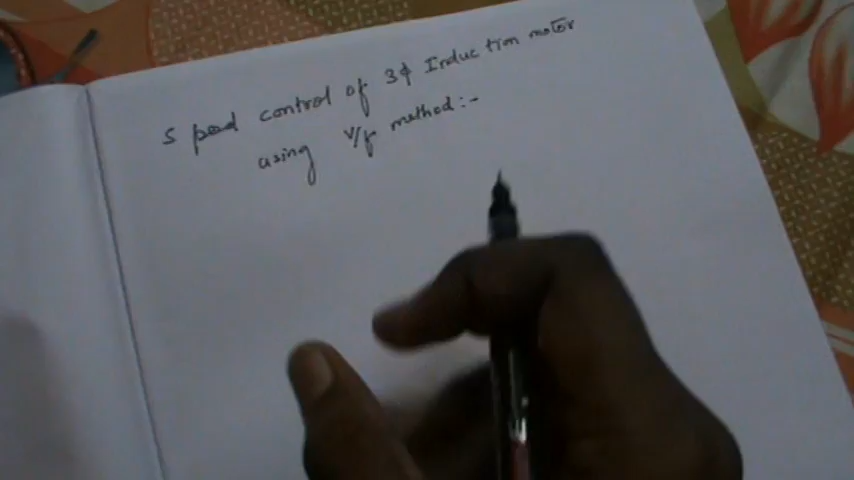 Speed control of 3φ Induction motor
using V/f method:-